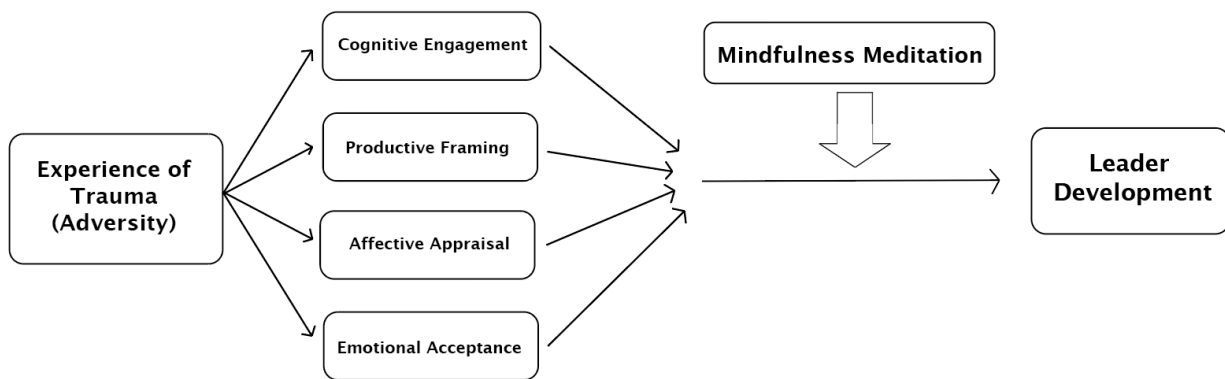 Experience of
Trauma
(Adversity)
Cognitive Engagement
Productive Framing
Affective Appraisal
Emotional Acceptance
Mindfulness Meditation
Leader
Development